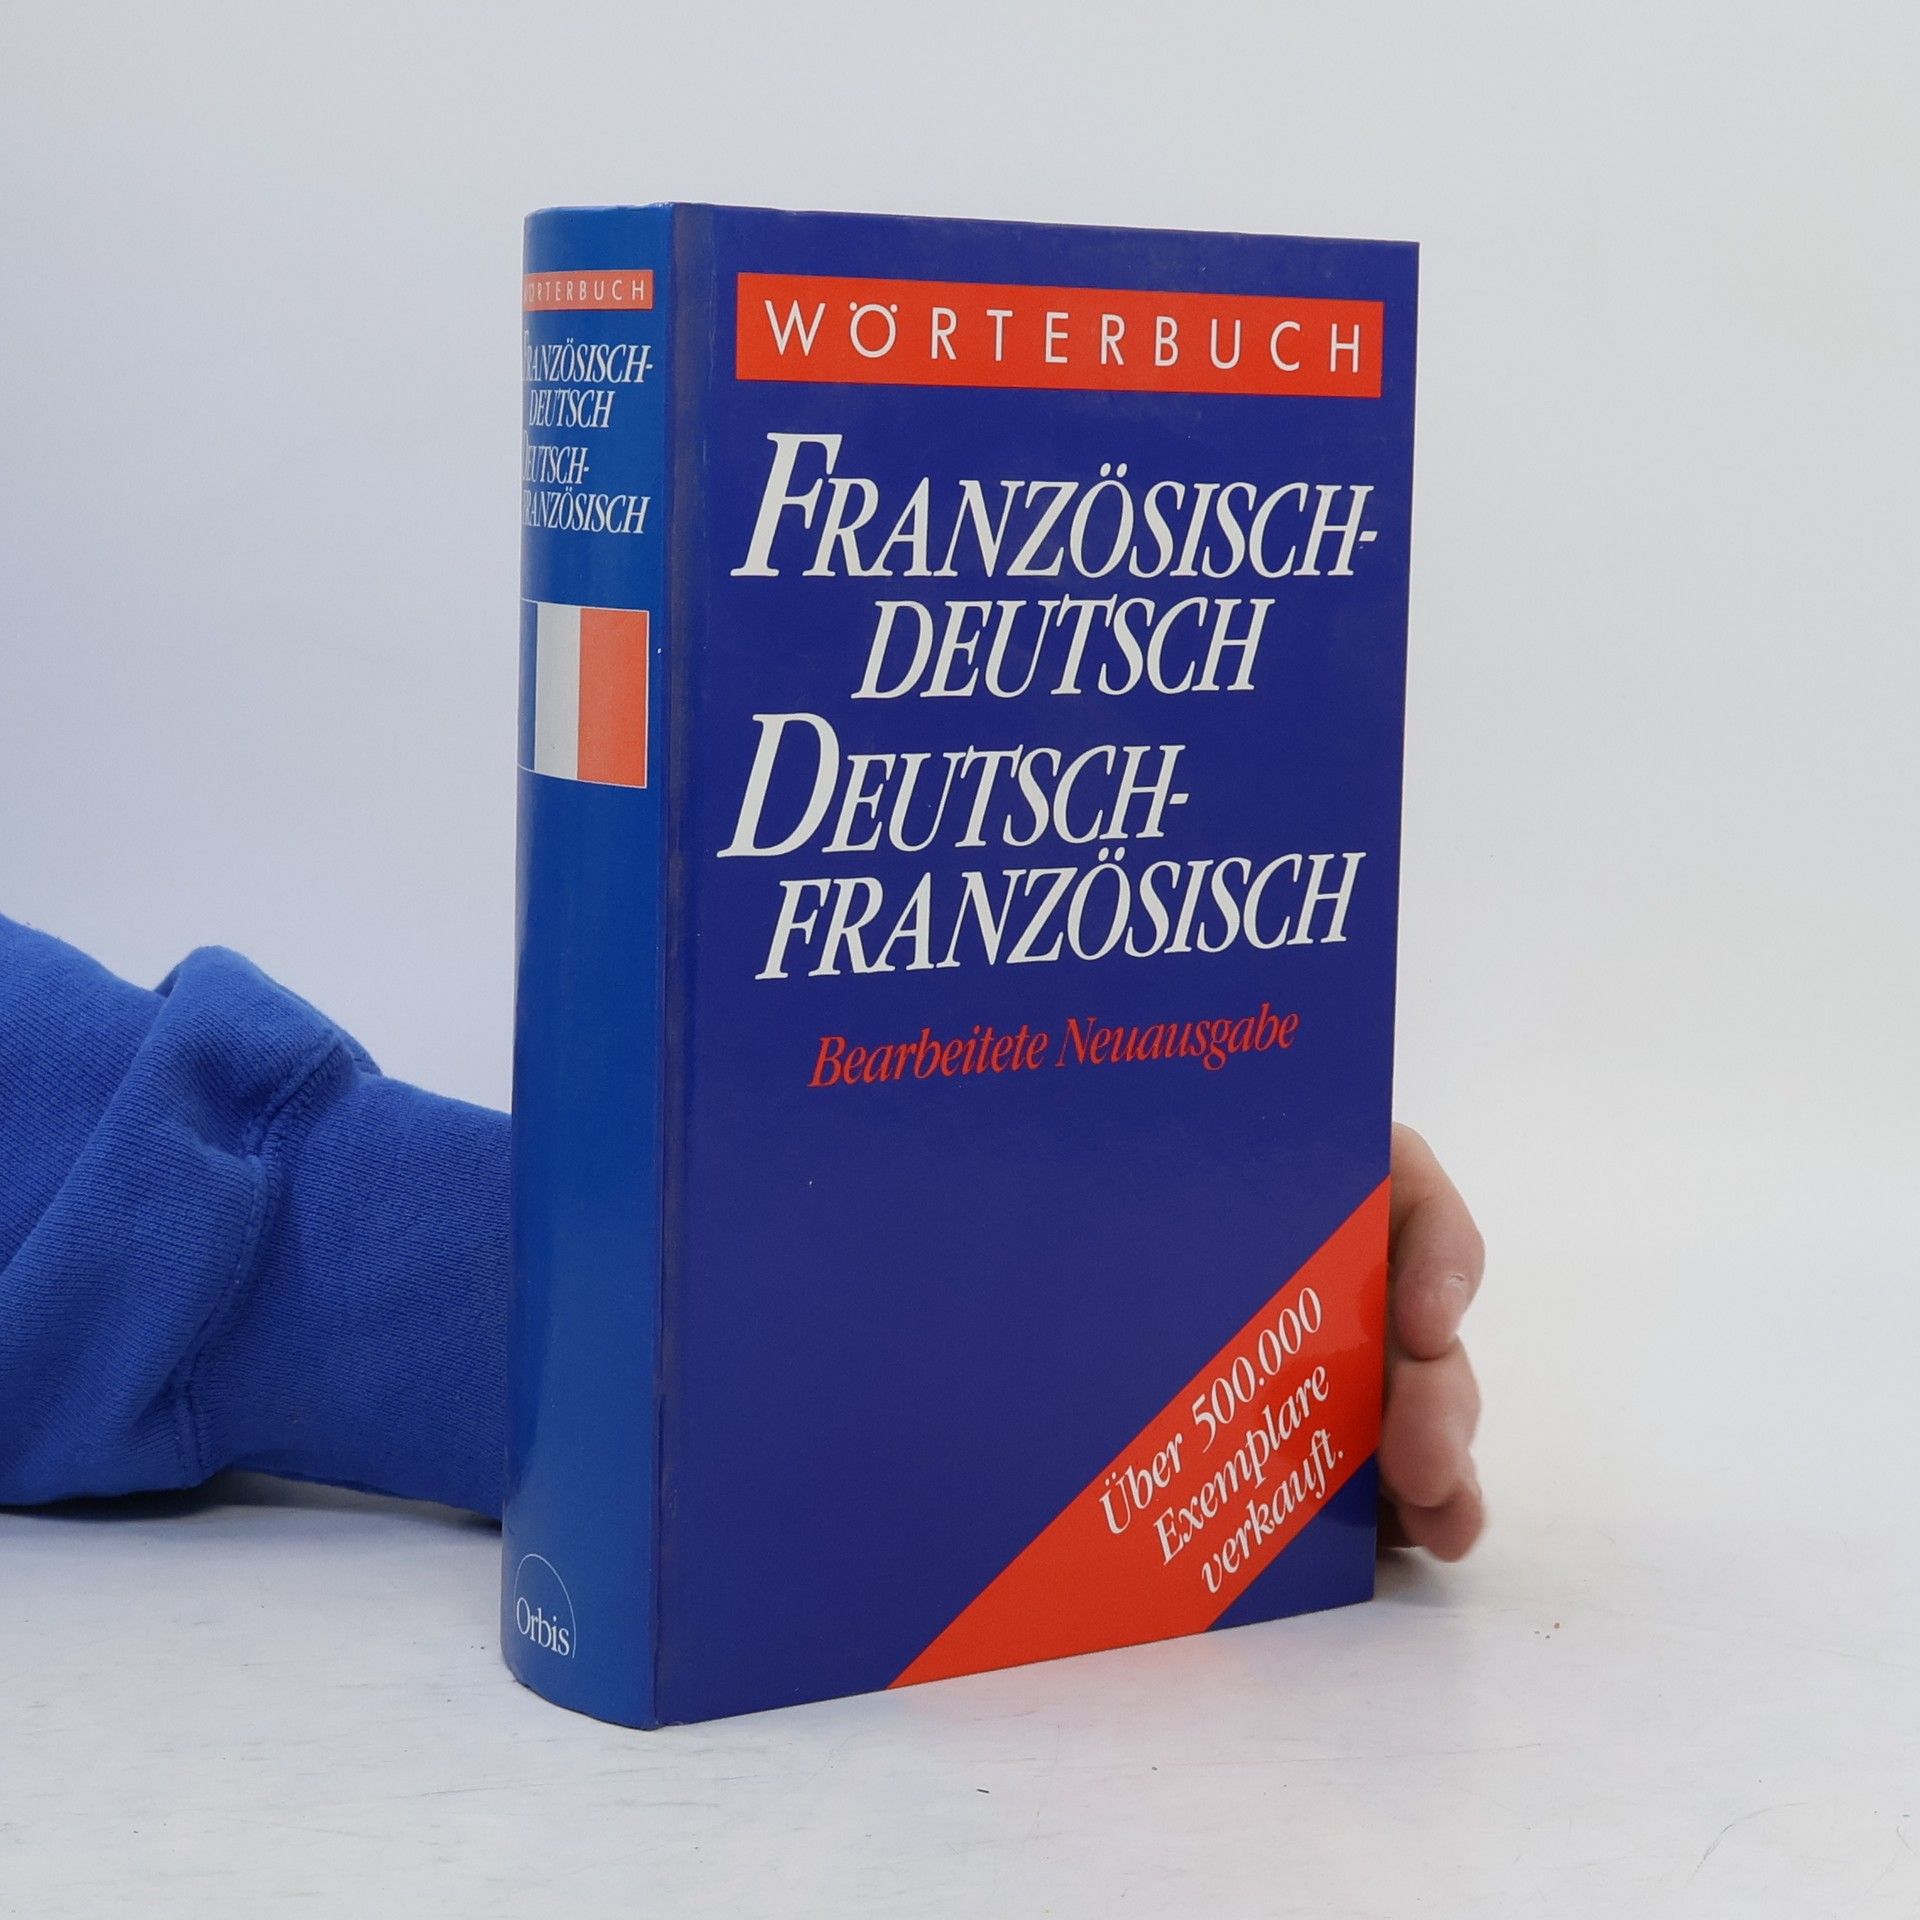 WÖRTERBUCH
FRANZÖSISCH-
DEUTSCH
DEUTSCH-
FRANZÖSISCH
Orbis
WÖRTERBUCH
FRANZÖSISCH-
DEUTSCH
DEUTSCH-
FRANZÖSISCH
Bearbeitete Neuausgabe
Über 500.000
Exemplare
verkauft.